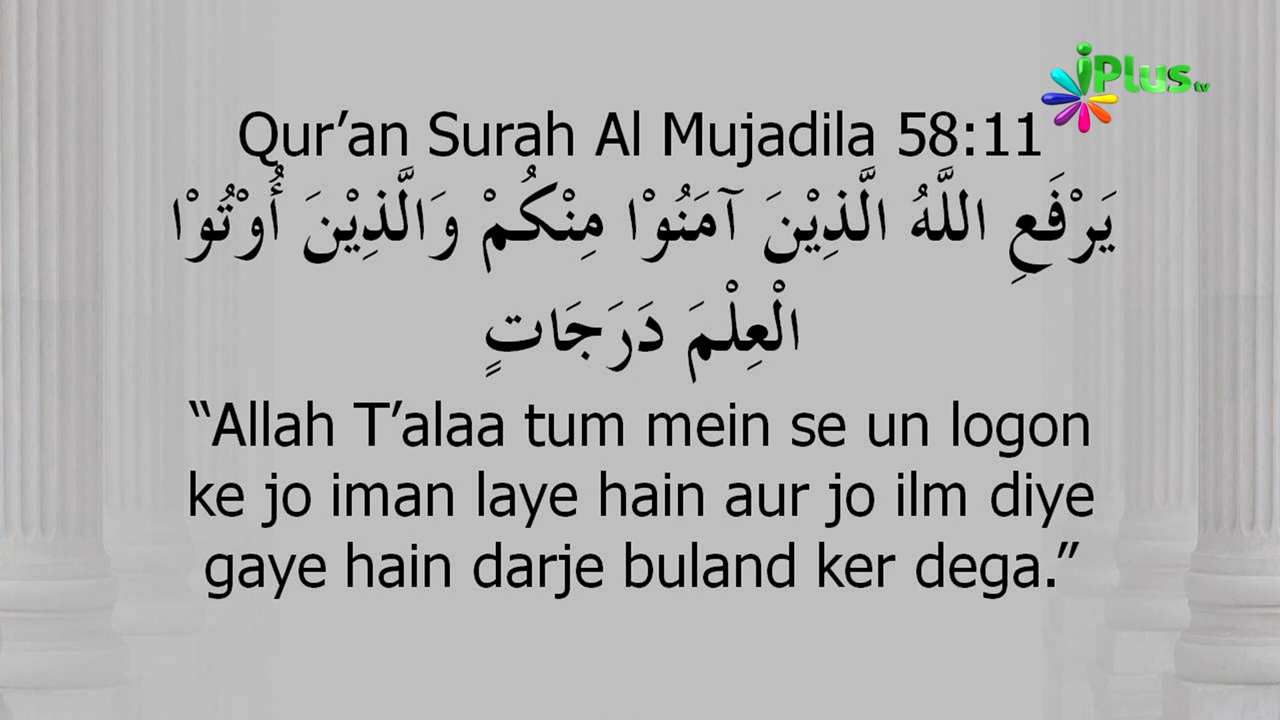 iPlus tv
Qur’an Surah Al Mujadila 58:11
يَرْفَعِ اللَّهُ الَّذِيْنَ آمَنُوْا مِنْكُمْ وَالَّذِيْنَ أُوْتُوْا
الْعِلْمَ دَرَجَاتٍ
“Allah T’alaa tum mein se un logon
ke jo iman laye hain aur jo ilm diye
gaye hain darje buland ker dega.”